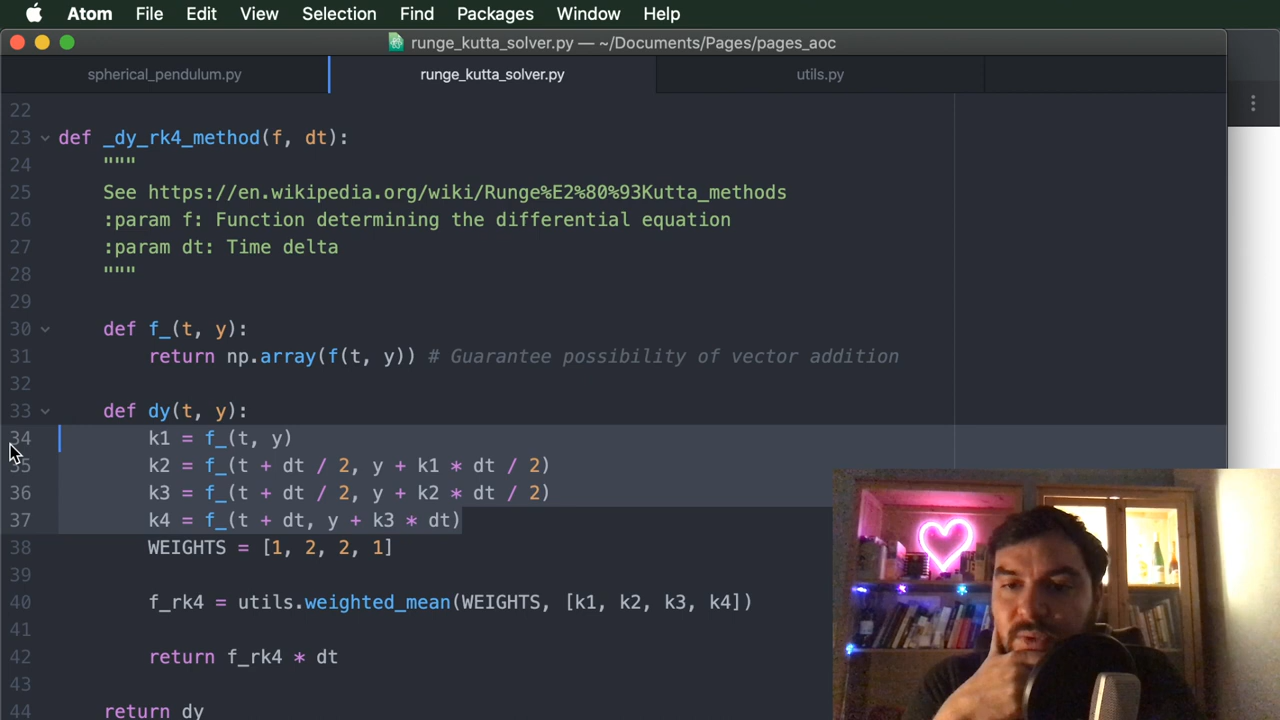 Atom File Edit View Selection Find Packages Window Help
runge_kutta_solver.py — ~/Documents/Pages/pages_aoc
spherical_pendulum.py runge_kutta_solver.py utils.py
22
23 def _dy_rk4_method(f, dt):
24 """
25 See https://en.wikipedia.org/wiki/Runge%E2%80%93Kutta_methods
26 :param f: Function determining the differential equation
27 :param dt: Time delta
28 """
29
30 def f_(t, y):
31 return np.array(f(t, y)) # Guarantee possibility of vector addition
32
33 def dy(t, y):
34 k1 = f_(t, y)
35 k2 = f_(t + dt / 2, y + k1 * dt / 2)
36 k3 = f_(t + dt / 2, y + k2 * dt / 2)
37 k4 = f_(t + dt, y + k3 * dt)
38 WEIGHTS = [1, 2, 2, 1]
39
40 f_rk4 = utils.weighted_mean(WEIGHTS, [k1, k2, k3, k4])
41
42 return f_rk4 * dt
43
44 return dy